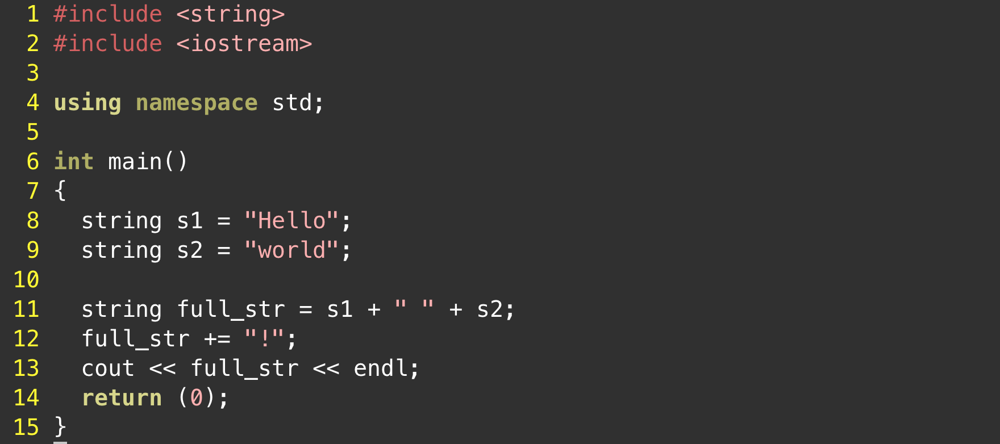 1 #include <string>
2 #include <iostream>
3
4 using namespace std;
5
6 int main()
7 {
8   string s1 = "Hello";
9   string s2 = "world";
10
11   string full_str = s1 + " " + s2;
12   full_str += "!";
13   cout << full_str << endl;
14   return (0);
15 }